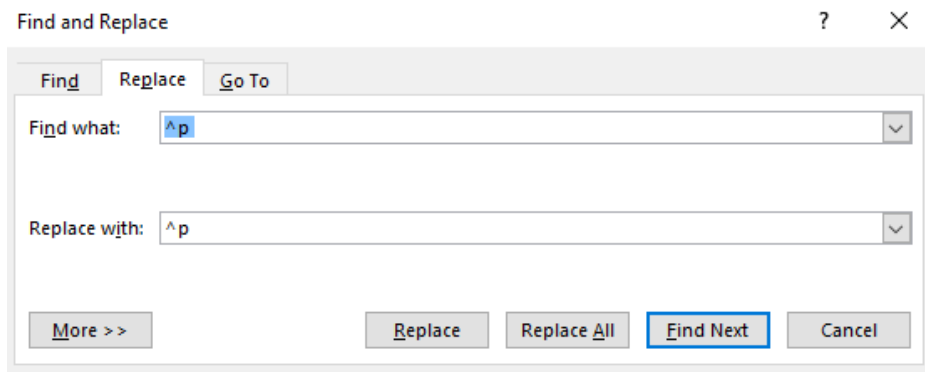 Find and Replace ? ×
Find Replace Go To
Find what: ^p
Replace with: ^p
More >> Replace Replace All Find Next Cancel